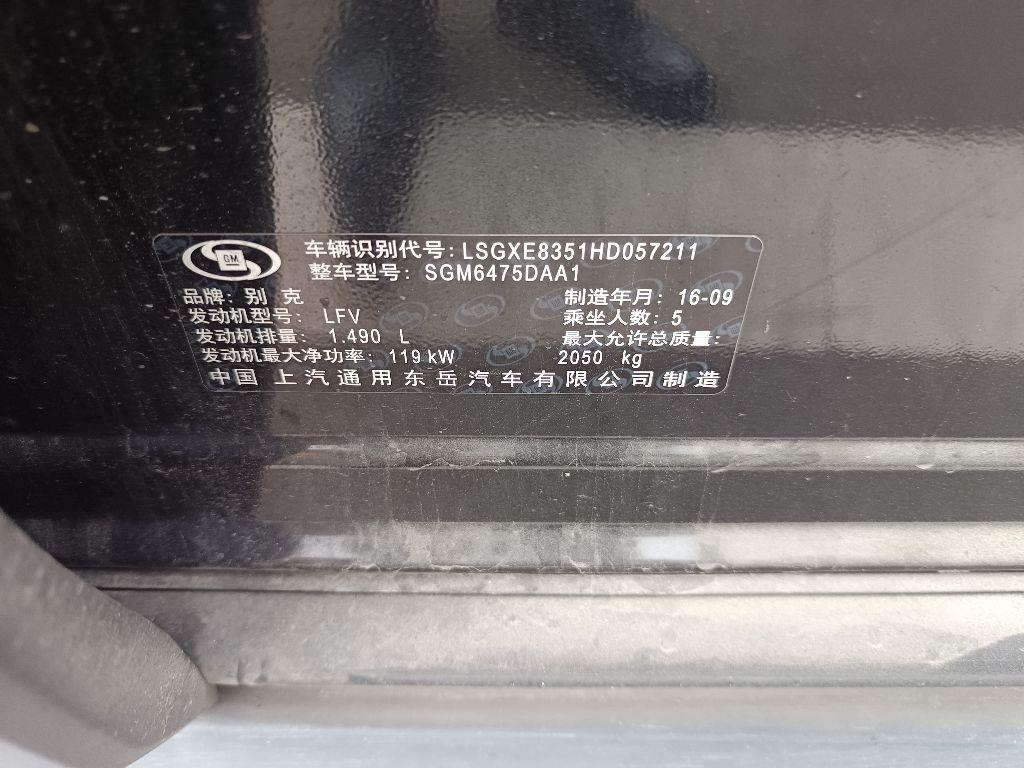 GM
车辆识别代号: LSGXE8351HD057211
整车型号: SGM6475DAA1
品牌: 别 克 制造年月: 16-09
发动机型号: LFV 乘坐人数: 5
发动机排量: 1.490 L 最大允许总质量:
发动机最大净功率: 119 kW 2050 kg
中国 上汽通用东岳汽车有限公司制造